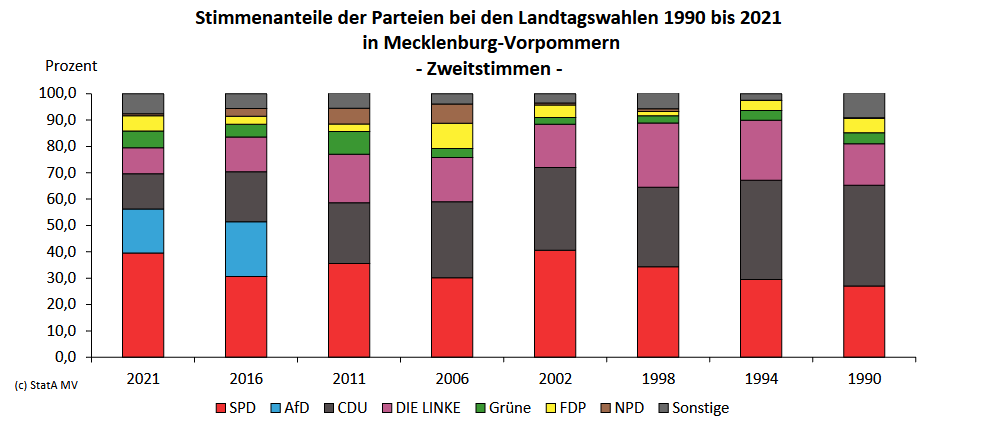 Stimmenanteile der Parteien bei den Landtagswahlen 1990 bis 2021
in Mecklenburg-Vorpommern
- Zweitstimmen -
Prozent
100,0
90,0
80,0
70,0
60,0
50,0
40,0
30,0
20,0
10,0
0,0
2021 2016 2011 2006 2002 1998 1994 1990
(c) StatA MV
SPD AfD CDU DIE LINKE Grüne FDP NPD Sonstige